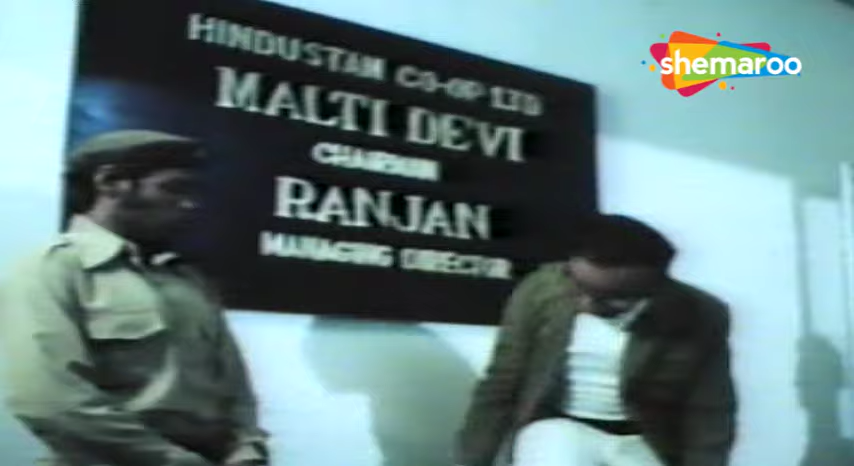 shemaroo
HINDUSTAN CO-OP LTD
MALTI DEVI
CHAIRMAN
RANJAN
MANAGING DIRECTOR